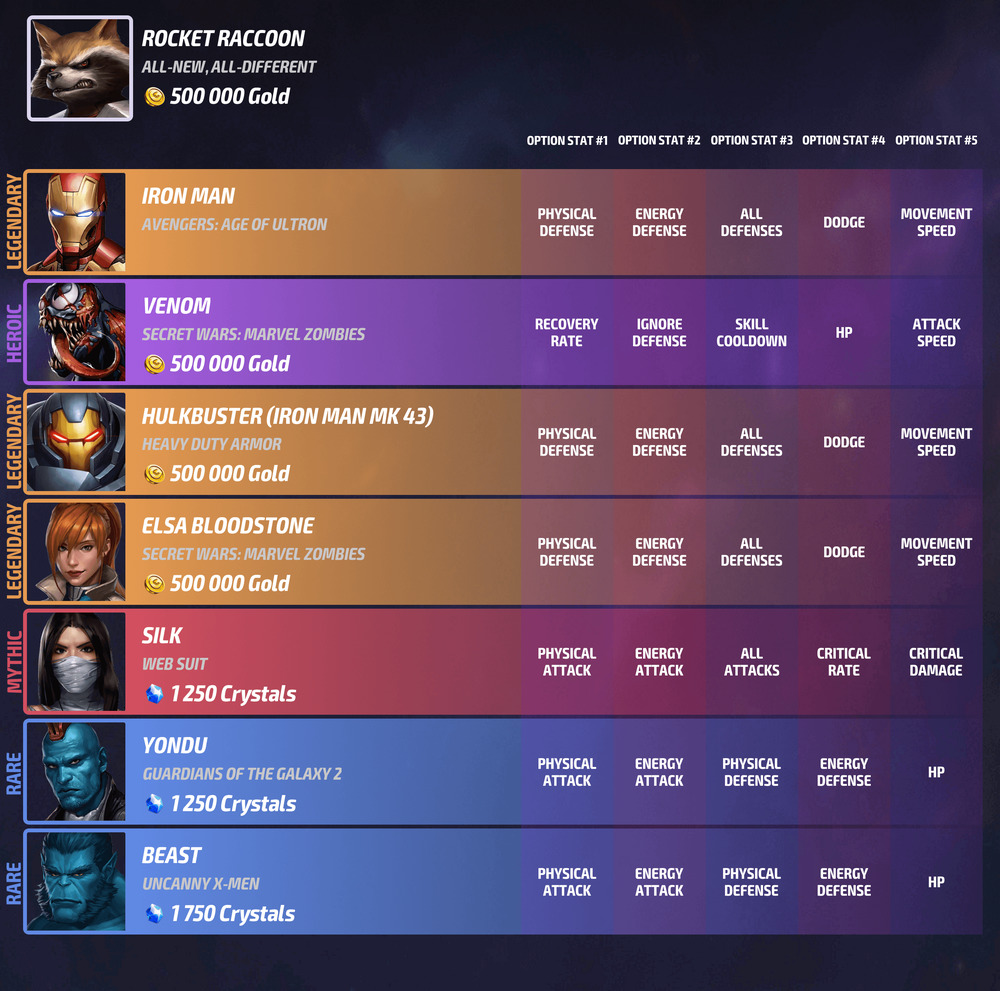 ROCKET RACCOON
ALL-NEW, ALL-DIFFERENT
500 000 Gold
OPTION STAT #1 OPTION STAT #2 OPTION STAT #3 OPTION STAT #4 OPTION STAT #5
LEGENDARY
IRON MAN
AVENGERS: AGE OF ULTRON
PHYSICAL DEFENSE
ENERGY DEFENSE
ALL DEFENSES
DODGE
MOVEMENT SPEED
HEROIC
VENOM
SECRET WARS: MARVEL ZOMBIES
500 000 Gold
RECOVERY RATE
IGNORE DEFENSE
SKILL COOLDOWN
HP
ATTACK SPEED
LEGENDARY
HULKBUSTER (IRON MAN MK 43)
HEAVY DUTY ARMOR
500 000 Gold
PHYSICAL DEFENSE
ENERGY DEFENSE
ALL DEFENSES
DODGE
MOVEMENT SPEED
LEGENDARY
ELSA BLOODSTONE
SECRET WARS: MARVEL ZOMBIES
500 000 Gold
PHYSICAL DEFENSE
ENERGY DEFENSE
ALL DEFENSES
DODGE
MOVEMENT SPEED
MYTHIC
SILK
WEB SUIT
1 250 Crystals
PHYSICAL ATTACK
ENERGY ATTACK
ALL ATTACKS
CRITICAL RATE
CRITICAL DAMAGE
RARE
YONDU
GUARDIANS OF THE GALAXY 2
1 250 Crystals
PHYSICAL ATTACK
ENERGY ATTACK
PHYSICAL DEFENSE
ENERGY DEFENSE
HP
RARE
BEAST
UNCANNY X-MEN
1 750 Crystals
PHYSICAL ATTACK
ENERGY ATTACK
PHYSICAL DEFENSE
ENERGY DEFENSE
HP